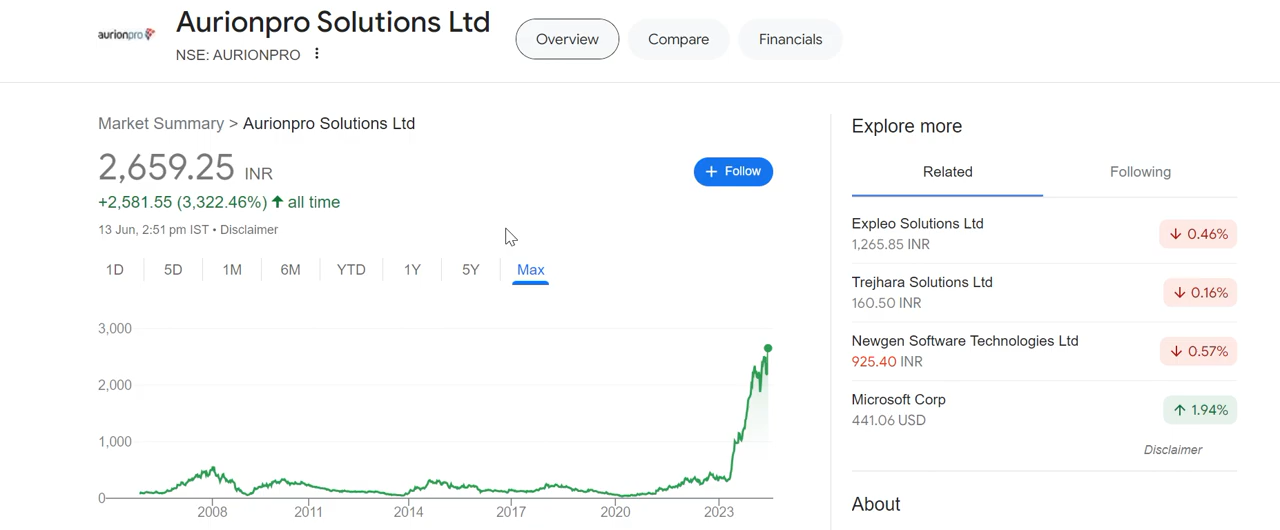 aurionpro
Aurionpro Solutions Ltd
NSE: AURIONPRO
Overview
Compare
Financials
Market Summary > Aurionpro Solutions Ltd
2,659.25 INR
+ Follow
+2,581.55 (3,322.46%) ↑ all time
13 Jun, 2:51 pm IST • Disclaimer
1D 5D 1M 6M YTD 1Y 5Y Max
3,000
2,000
1,000
0
2008 2011 2014 2017 2020 2023
Explore more
Related Following
Expleo Solutions Ltd
1,265.85 INR
↓ 0.46%
Trejhara Solutions Ltd
160.50 INR
↓ 0.16%
Newgen Software Technologies Ltd
925.40 INR
↓ 0.57%
Microsoft Corp
441.06 USD
↑ 1.94%
Disclaimer
About